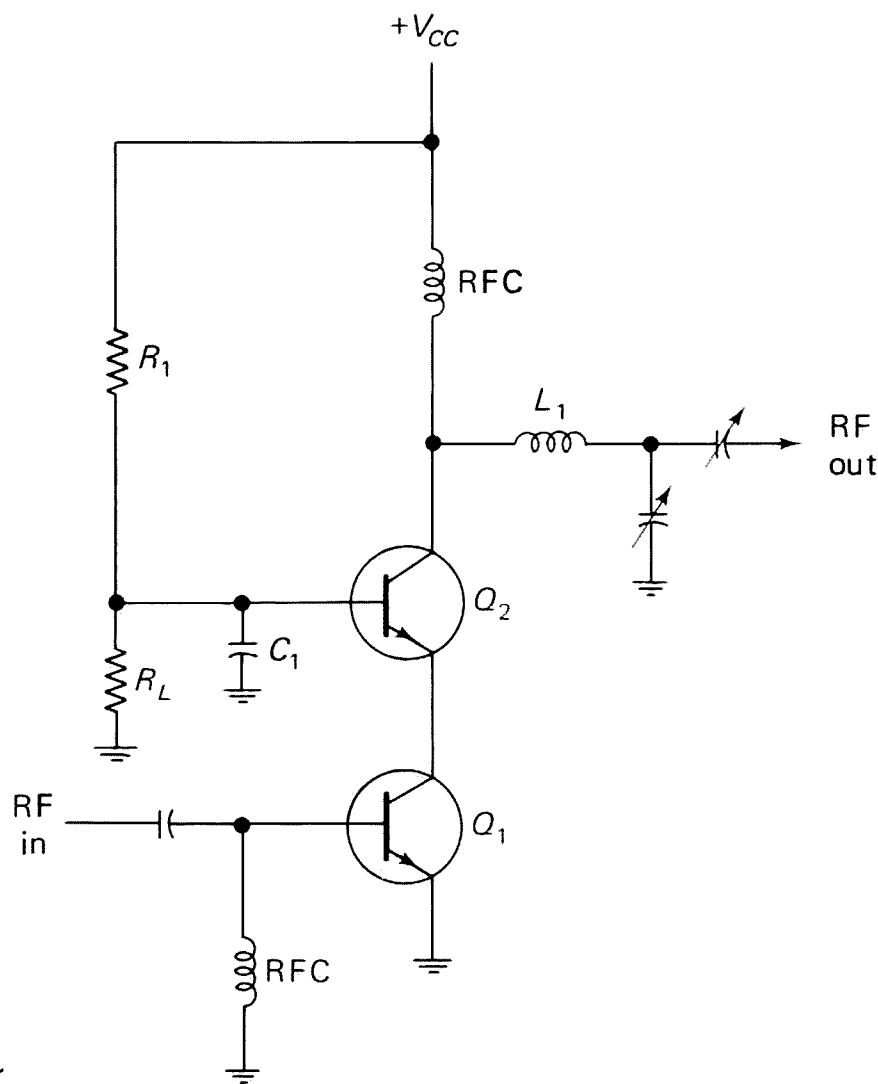 +V_CC
RFC
R_1
L_1
RF
out
Q_2
C_1
R_L
RF
in
Q_1
RFC